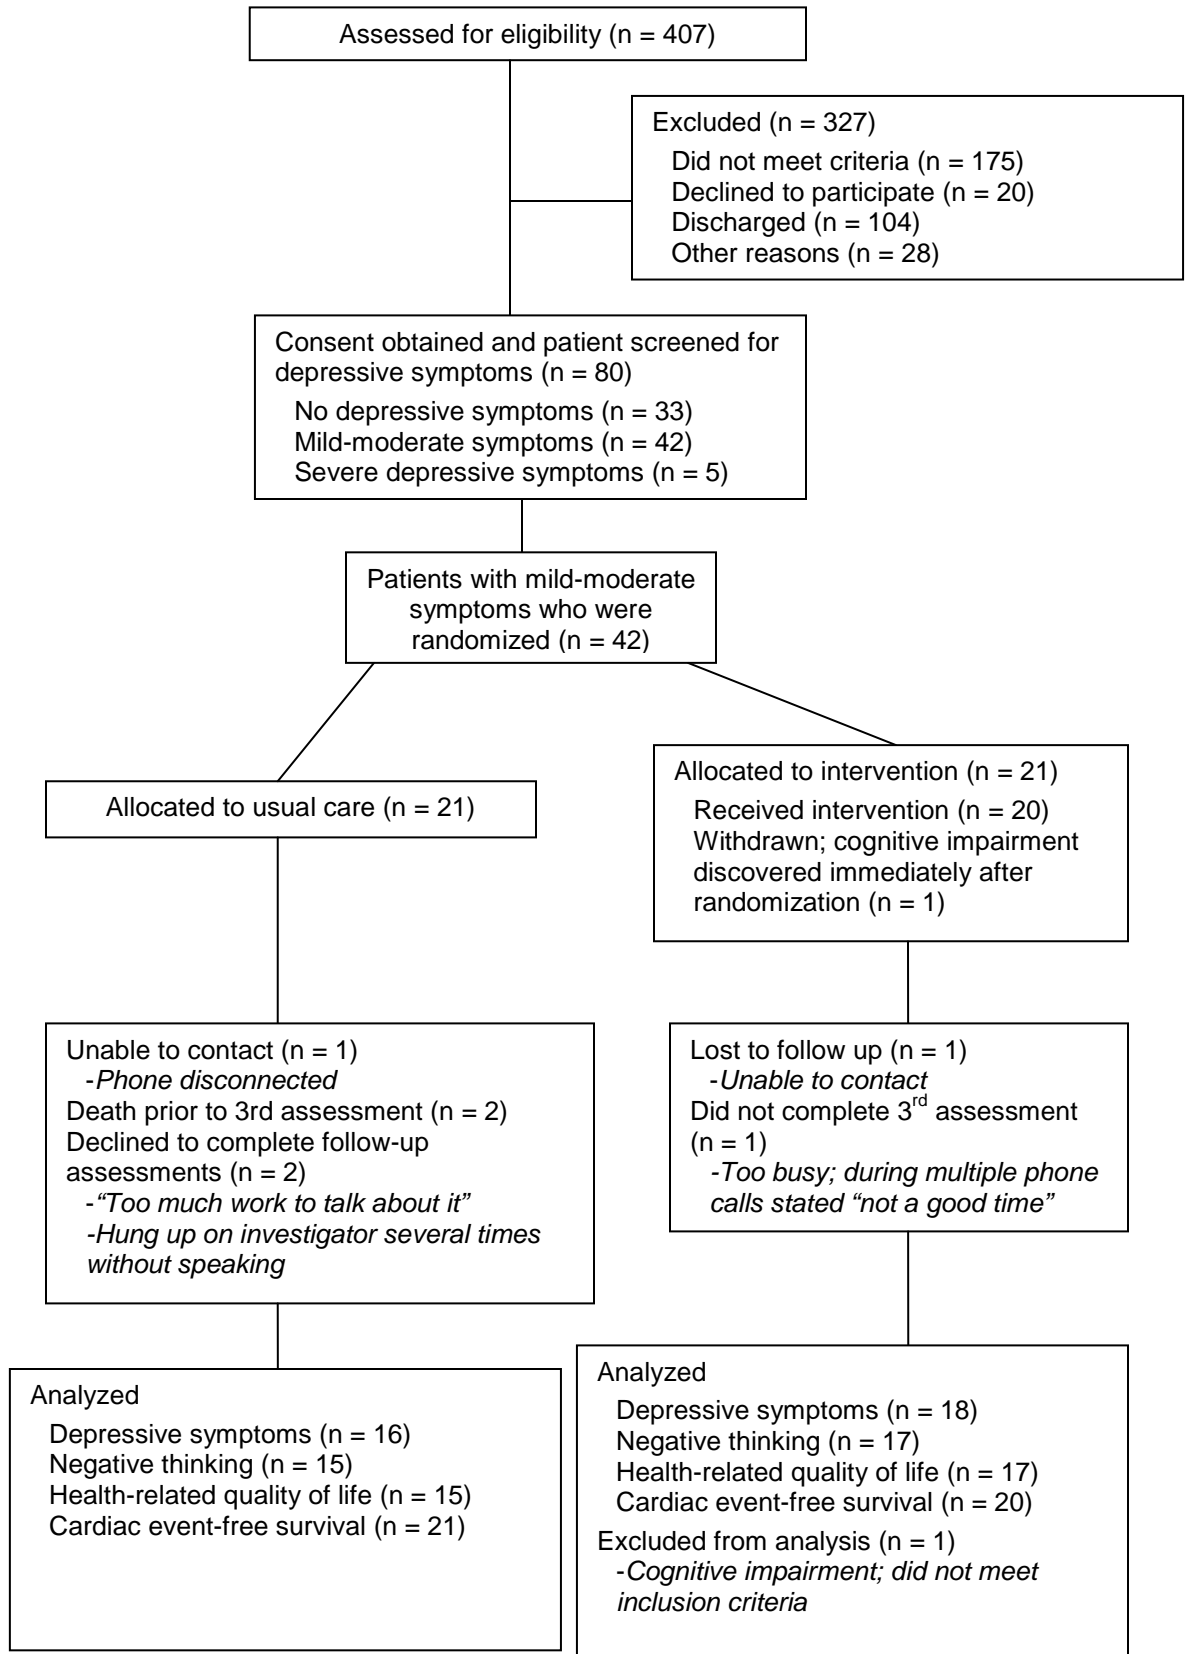 Assessed for eligibility (n = 407)
Excluded (n = 327)
Did not meet criteria (n = 175)
Declined to participate (n = 20)
Discharged (n = 104)
Other reasons (n = 28)
Consent obtained and patient screened for
depressive symptoms (n = 80)
No depressive symptoms (n = 33)
Mild-moderate symptoms (n = 42)
Severe depressive symptoms (n = 5)
Patients with mild-moderate
symptoms who were
randomized (n = 42)
Allocated to usual care (n = 21)
Allocated to intervention (n = 21)
Received intervention (n = 20)
Withdrawn; cognitive impairment
discovered immediately after
randomization (n = 1)
Unable to contact (n = 1)
-Phone disconnected
Death prior to 3rd assessment (n = 2)
Declined to complete follow-up
assessments (n = 2)
-“Too much work to talk about it”
-Hung up on investigator several times
without speaking
Lost to follow up (n = 1)
-Unable to contact
Did not complete 3rd assessment
(n = 1)
-Too busy; during multiple phone
calls stated “not a good time”
Analyzed
Depressive symptoms (n = 16)
Negative thinking (n = 15)
Health-related quality of life (n = 15)
Cardiac event-free survival (n = 21)
Analyzed
Depressive symptoms (n = 18)
Negative thinking (n = 17)
Health-related quality of life (n = 17)
Cardiac event-free survival (n = 20)
Excluded from analysis (n = 1)
-Cognitive impairment; did not meet
inclusion criteria